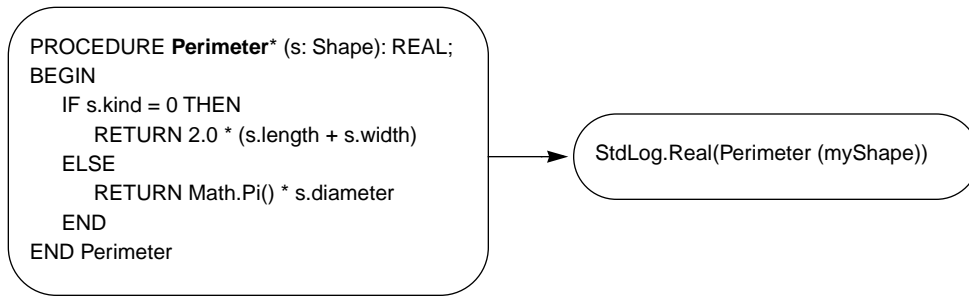 PROCEDURE Perimeter* (s: Shape): REAL;
BEGIN
IF s.kind = 0 THEN
RETURN 2.0 * (s.length + s.width)
ELSE
RETURN Math.Pi() * s.diameter
END
END Perimeter
StdLog.Real(Perimeter (myShape))